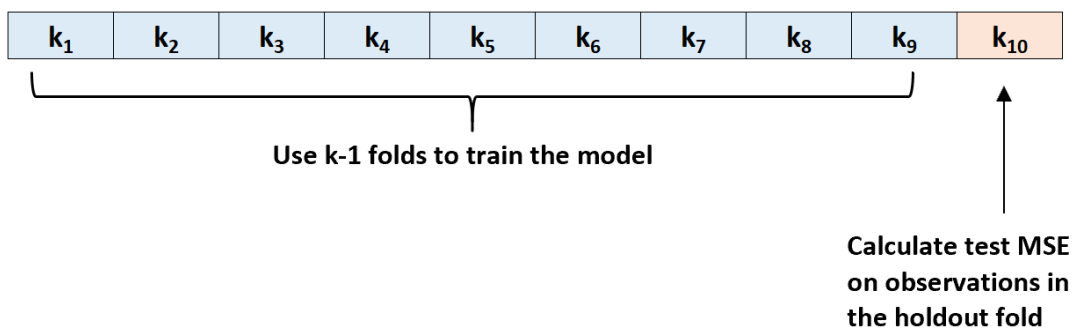 k₁ k₂ k₃ k₄ k₅ k₆ k₇ k₈ k₉ k₁₀
Use k-1 folds to train the model
Calculate test MSE
on observations in
the holdout fold